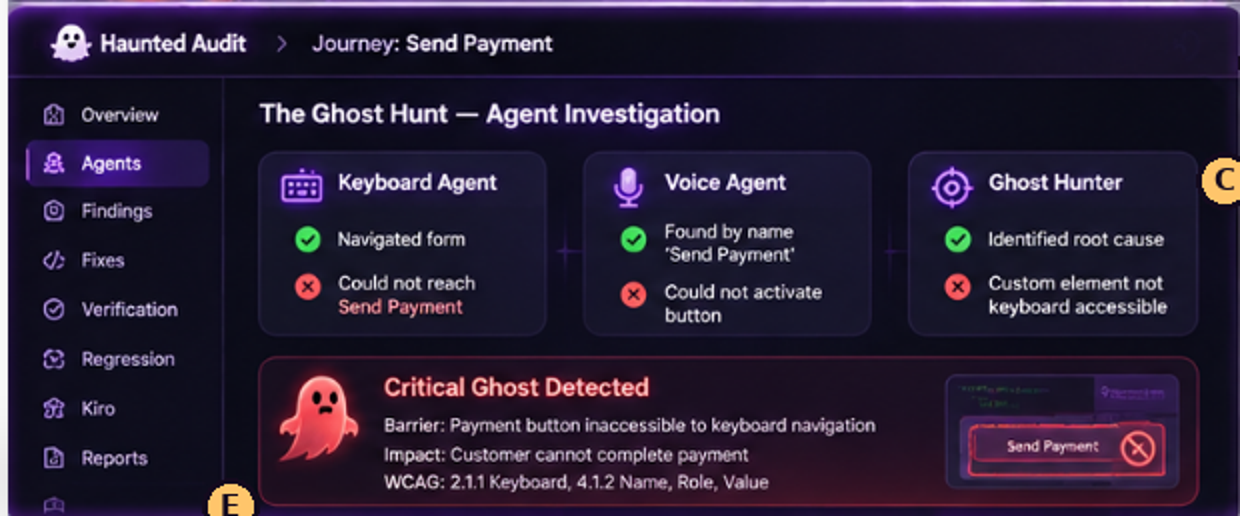 Haunted Audit > Journey: Send Payment
Overview
Agents
Findings
Fixes
Verification
Regression
Kiro
Reports
The Ghost Hunt — Agent Investigation
Keyboard Agent
Navigated form
Could not reach
Send Payment
Voice Agent
Found by name
'Send Payment'
Could not activate
button
Ghost Hunter
Identified root cause
Custom element not
keyboard accessible
C
Critical Ghost Detected
Barrier: Payment button inaccessible to keyboard navigation
Impact: Customer cannot complete payment
WCAG: 2.1.1 Keyboard, 4.1.2 Name, Role, Value
Send Payment
E